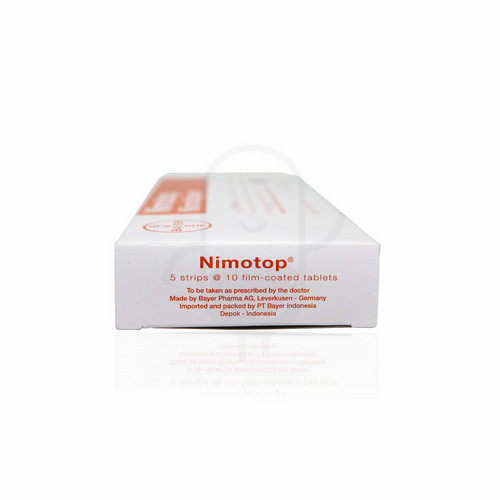 Nimotop®
5 strips @ 10 film-coated tablets
To be taken as prescribed by the doctor
Made by Bayer Pharma AG, Leverkusen - Germany
Imported and packed by PT Bayer Indonesia
Depok - Indonesia